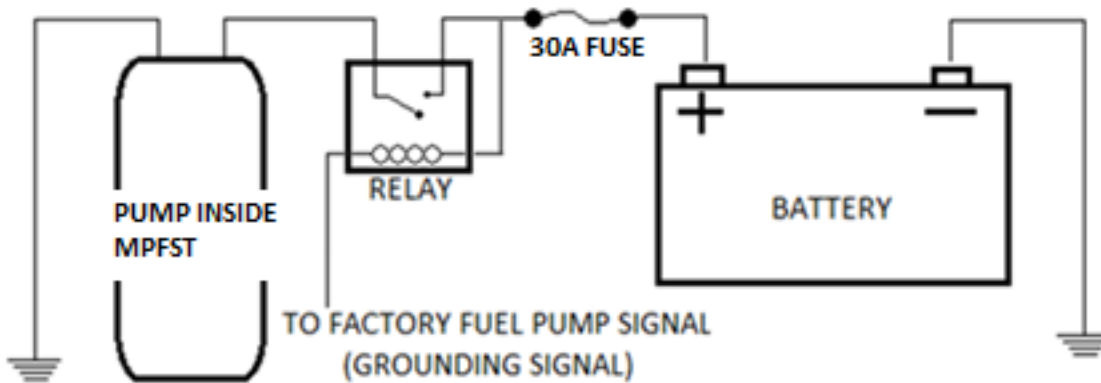 30A FUSE
+
−
RELAY
PUMP INSIDE
MPFST
BATTERY
TO FACTORY FUEL PUMP SIGNAL
(GROUNDING SIGNAL)